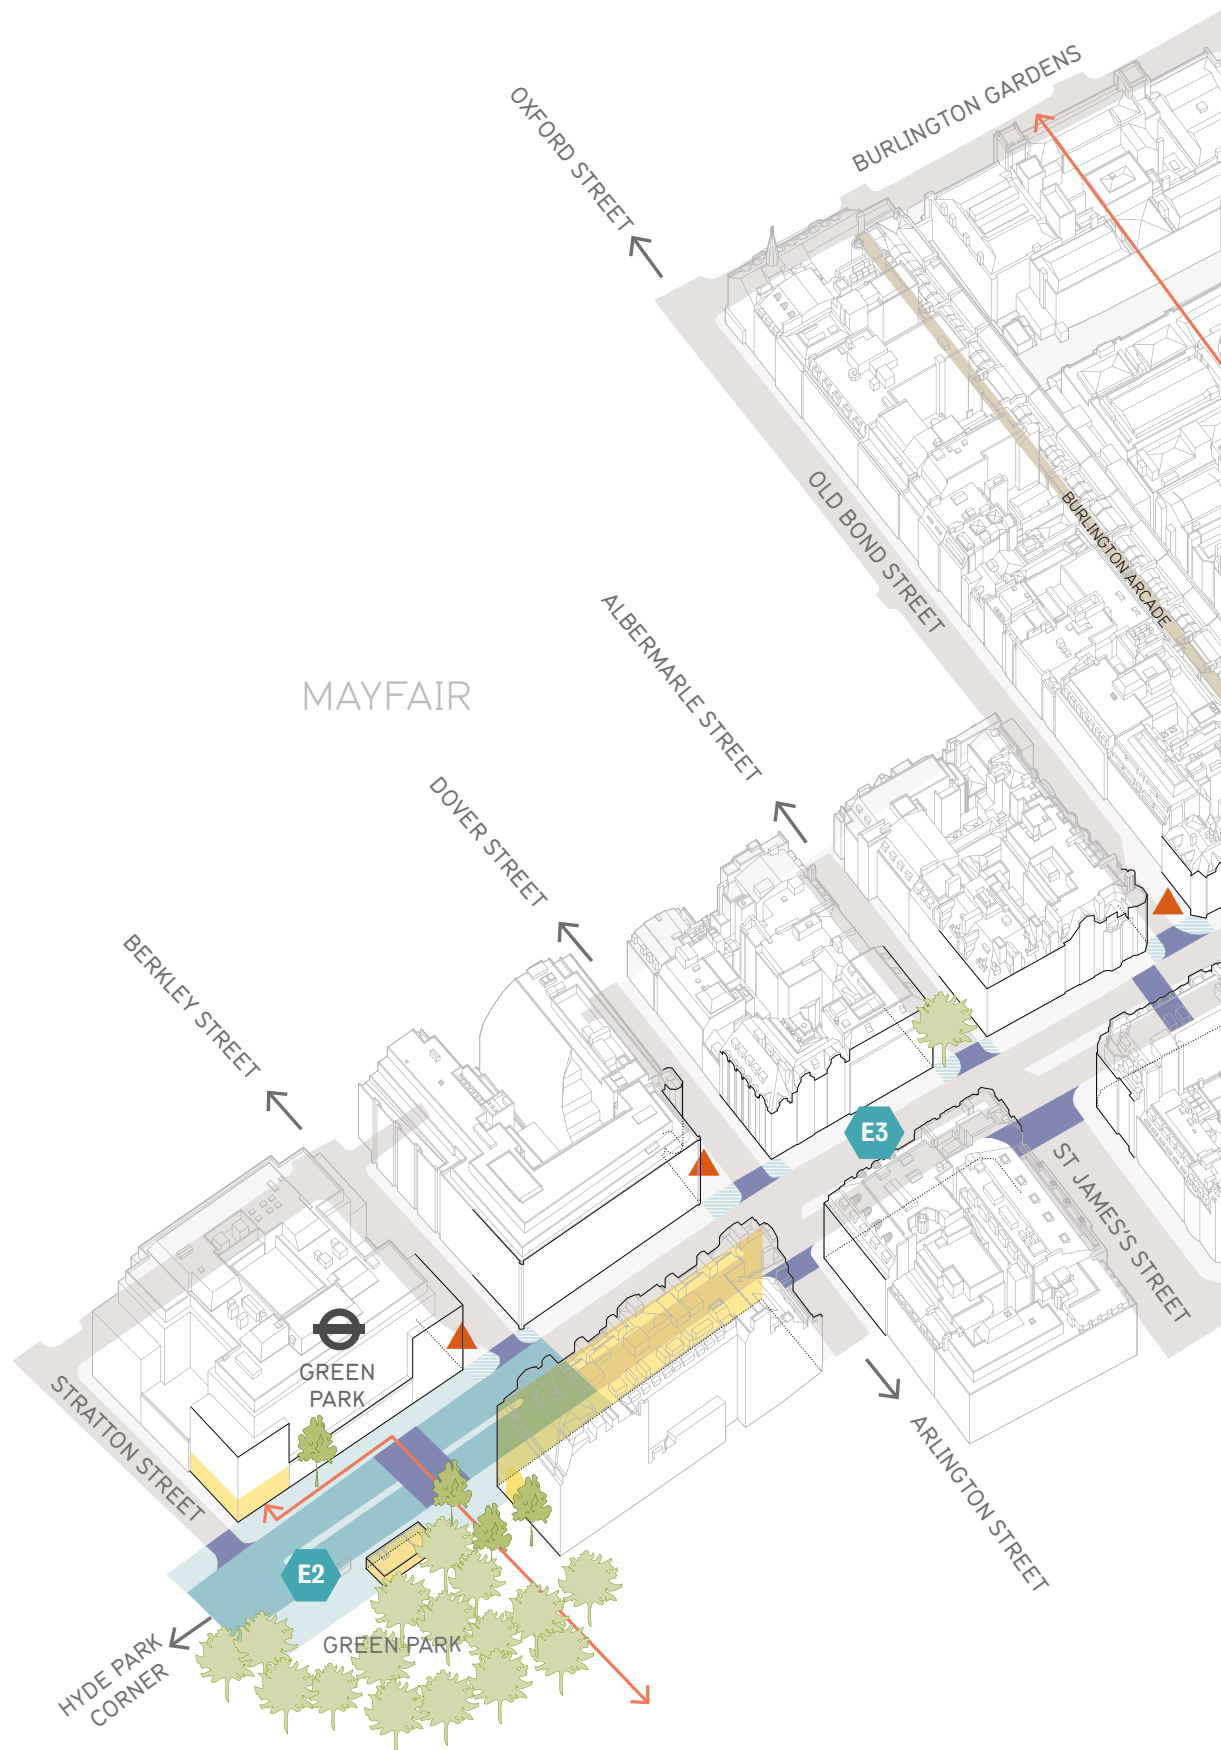 BURLINGTON GARDENS
OXFORD STREET
OLD BOND STREET
BURLINGTON ARCADE
ALBERMARLE STREET
MAYFAIR
DOVER STREET
BERKLEY STREET
E3
ST JAMES'S STREET
GREEN
PARK
STRATTON STREET
ARLINGTON STREET
E2
GREEN PARK
HYDE PARK
CORNER